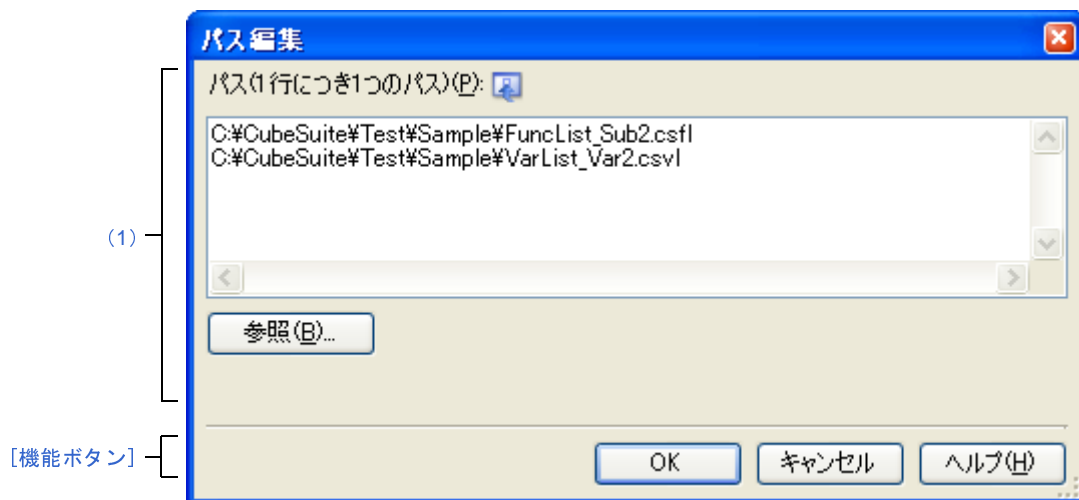 パス編集
パス(1行につき1つのパス)(P):
C:¥CubeSuite¥Test¥Sample¥FuncList_Sub2.csfl
C:¥CubeSuite¥Test¥Sample¥VarList_Var2.csvl
(1)
参照(B)...
[機能ボタン]
OK キャンセル ヘルプ(H)